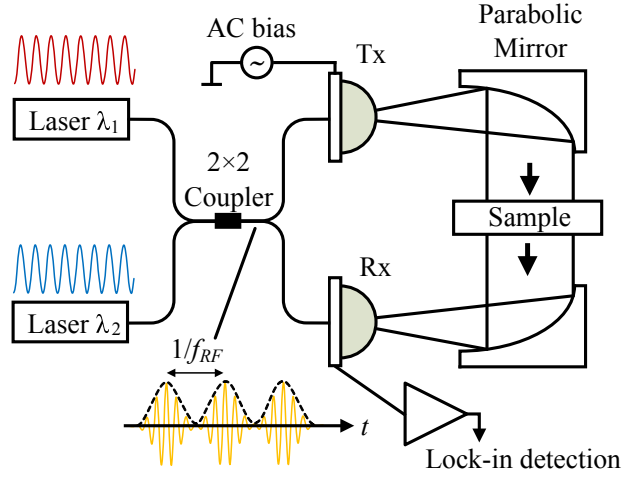 AC bias
Tx
Parabolic
Mirror
~
Laser λ1
2×2
Coupler
Sample
Laser λ2
Rx
1/fRF
t
Lock-in detection